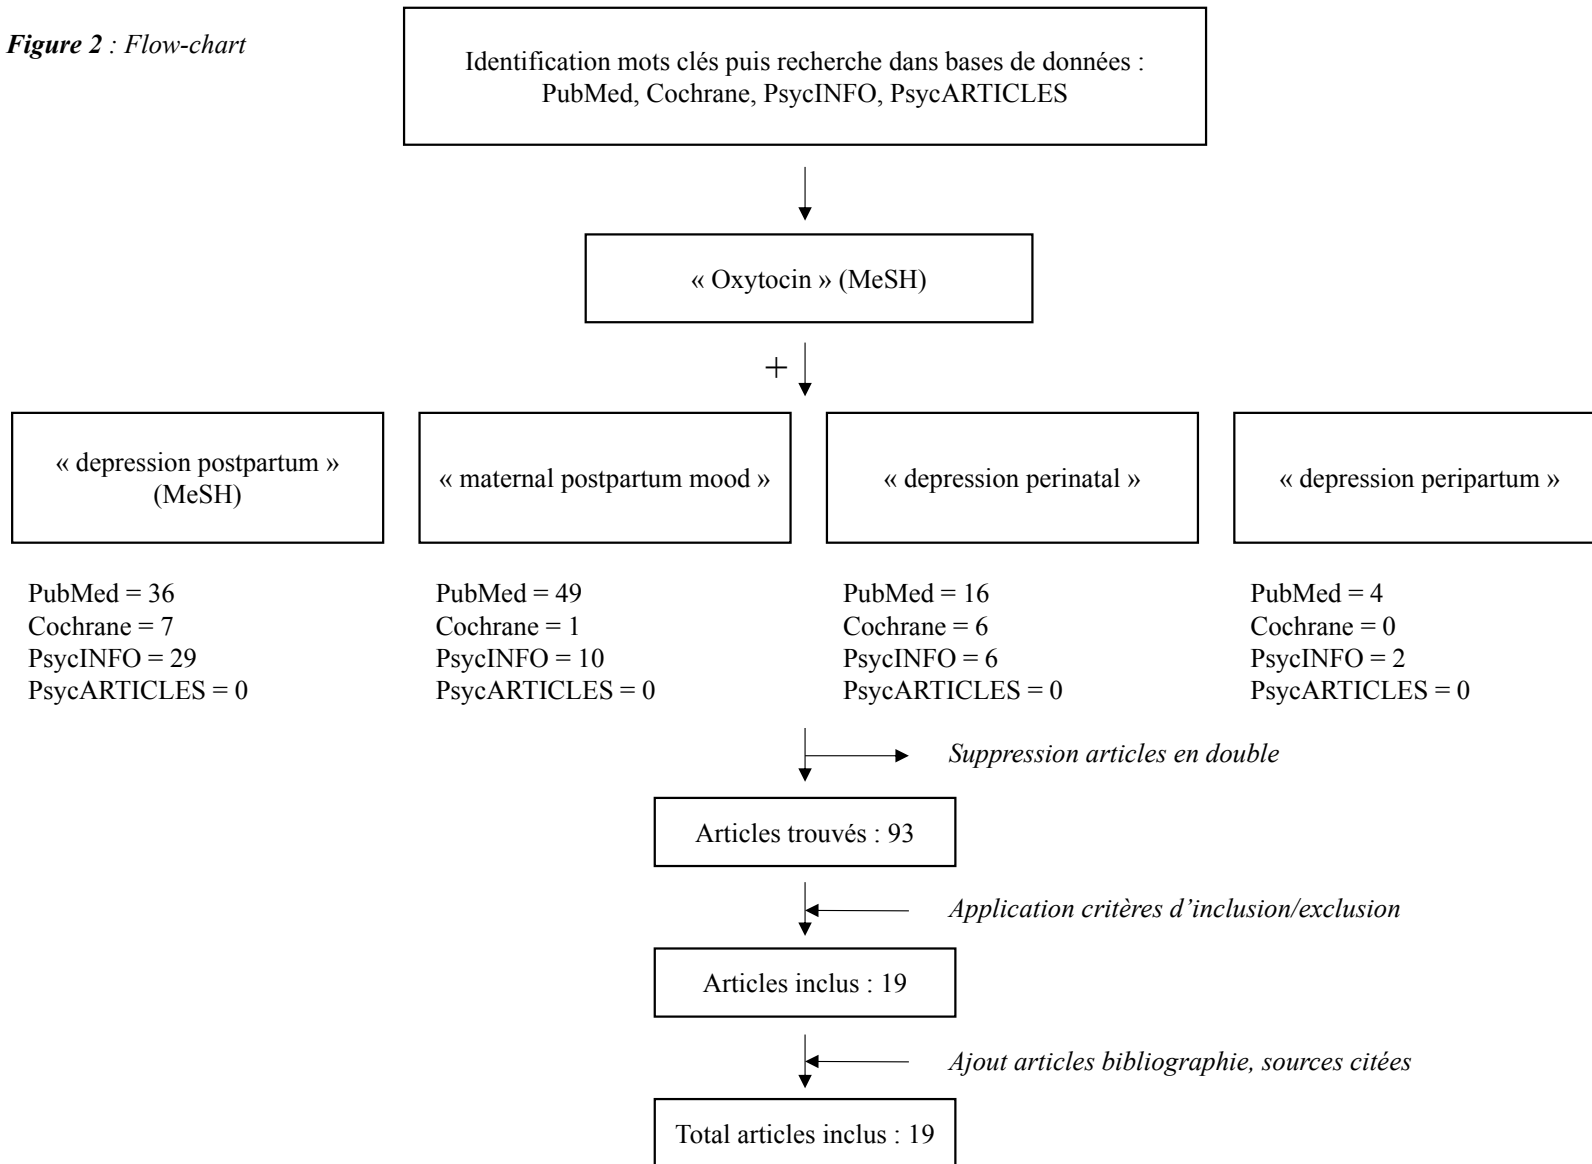 Figure 2 : Flow-chart
Identification mots clés puis recherche dans bases de données :
PubMed, Cochrane, PsycINFO, PsycARTICLES
« Oxytocin » (MeSH)
+
« depression postpartum »
(MeSH)
« maternal postpartum mood »
« depression perinatal »
« depression peripartum »
PubMed = 36
Cochrane = 7
PsycINFO = 29
PsycARTICLES = 0
PubMed = 49
Cochrane = 1
PsycINFO = 10
PsycARTICLES = 0
PubMed = 16
Cochrane = 6
PsycINFO = 6
PsycARTICLES = 0
PubMed = 4
Cochrane = 0
PsycINFO = 2
PsycARTICLES = 0
Suppression articles en double
Articles trouvés : 93
Application critères d’inclusion/exclusion
Articles inclus : 19
Ajout articles bibliographie, sources citées
Total articles inclus : 19